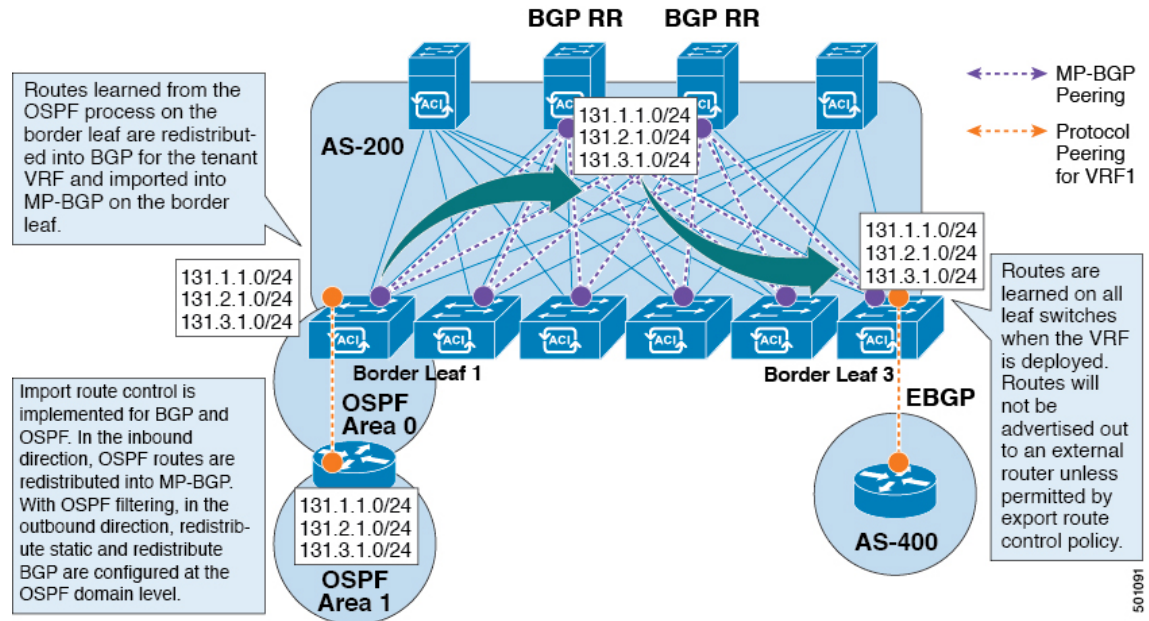 BGP RR
BGP RR
MP-BGP
Peering
Protocol
Peering
for VRF1
Routes learned from the
OSPF process on the
border leaf are redistribut-
ed into BGP for the tenant
VRF and imported into
MP-BGP on the border
leaf.
AS-200
ACI
ACI
ACI
ACI
131.1.1.0/24
131.2.1.0/24
131.3.1.0/24
131.1.1.0/24
131.2.1.0/24
131.3.1.0/24
131.1.1.0/24
131.2.1.0/24
131.3.1.0/24
Routes are
learned on all
leaf switches
when the VRF
is deployed.
Routes will
not be
advertised out
to an external
router unless
permitted by
export route
control policy.
ACI
ACI
ACI
ACI
ACI
ACI
Border Leaf 1
Border Leaf 3
OSPF
Area 0
EBGP
Import route control is
implemented for BGP and
OSPF. In the inbound
direction, OSPF routes are
redistributed into MP-BGP.
With OSPF filtering, in the
outbound direction, redistrib-
ute static and redistribute
BGP are configured at the
OSPF domain level.
131.1.1.0/24
131.2.1.0/24
131.3.1.0/24
OSPF
Area 1
AS-400
501091